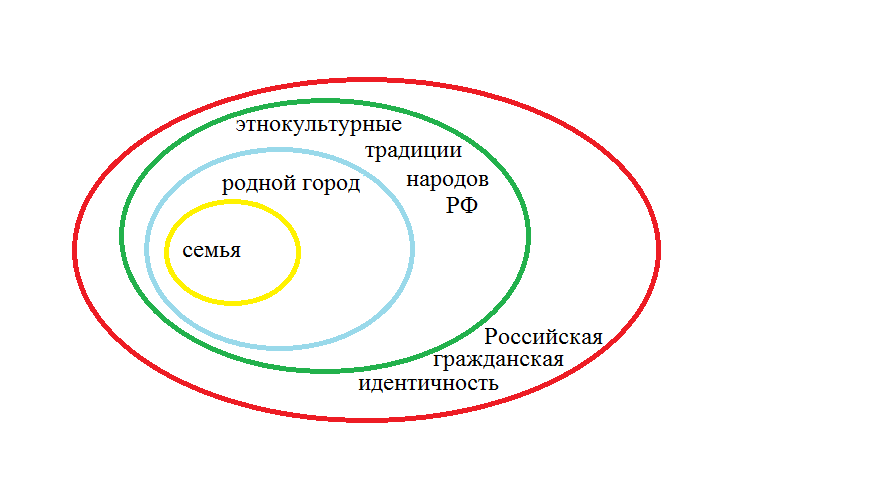 этнокультурные
традиции
народов
РФ
родной город
семья
Российская
гражданская
идентичность